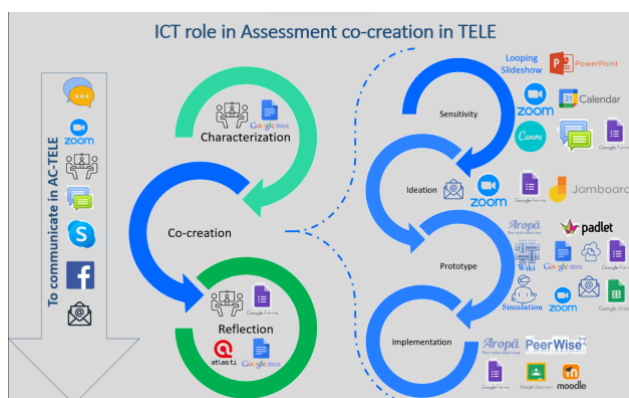 ICT role in Assessment co-creation in TELE
To communicate in AC-TELE
zoom
Characterization
Google docs
Co-creation
Google Forms
Reflection
atlas ti
Google Docs
Looping
Slideshow
PowerPoint
Sensitivity
zoom
31
Calendar
Canva
Google Forms
Ideation
zoom
Google Forms
Jamboard
Aropä
padlet
Prototype
Wiki
Google docs
Google Forms
Simulation
zoom
Google Sheets
Implementation
Aropä
PeerWise
Google Forms
Google Classroom
moodle